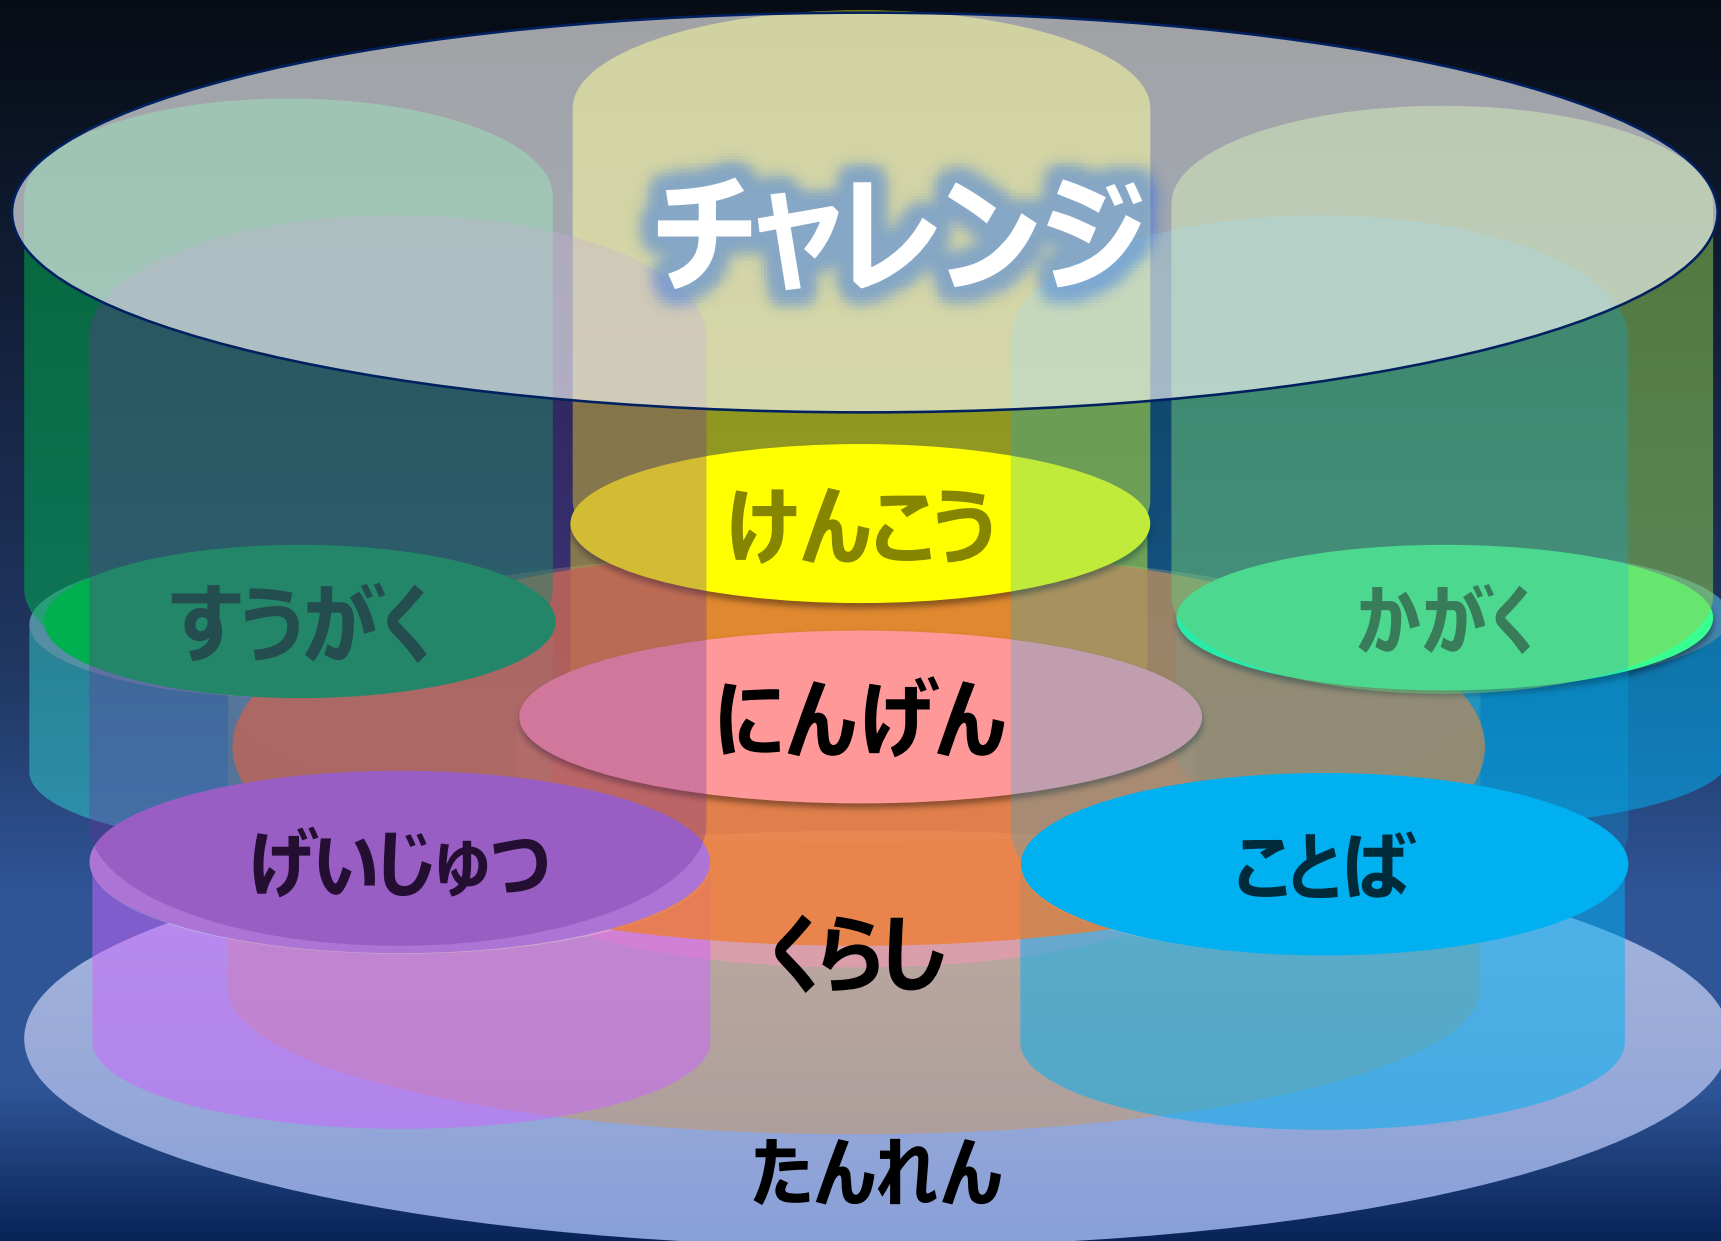 チャレンジ
けんこう
すうがく
かがく
にんげん
げいじゅつ
ことば
くらし
たんれん